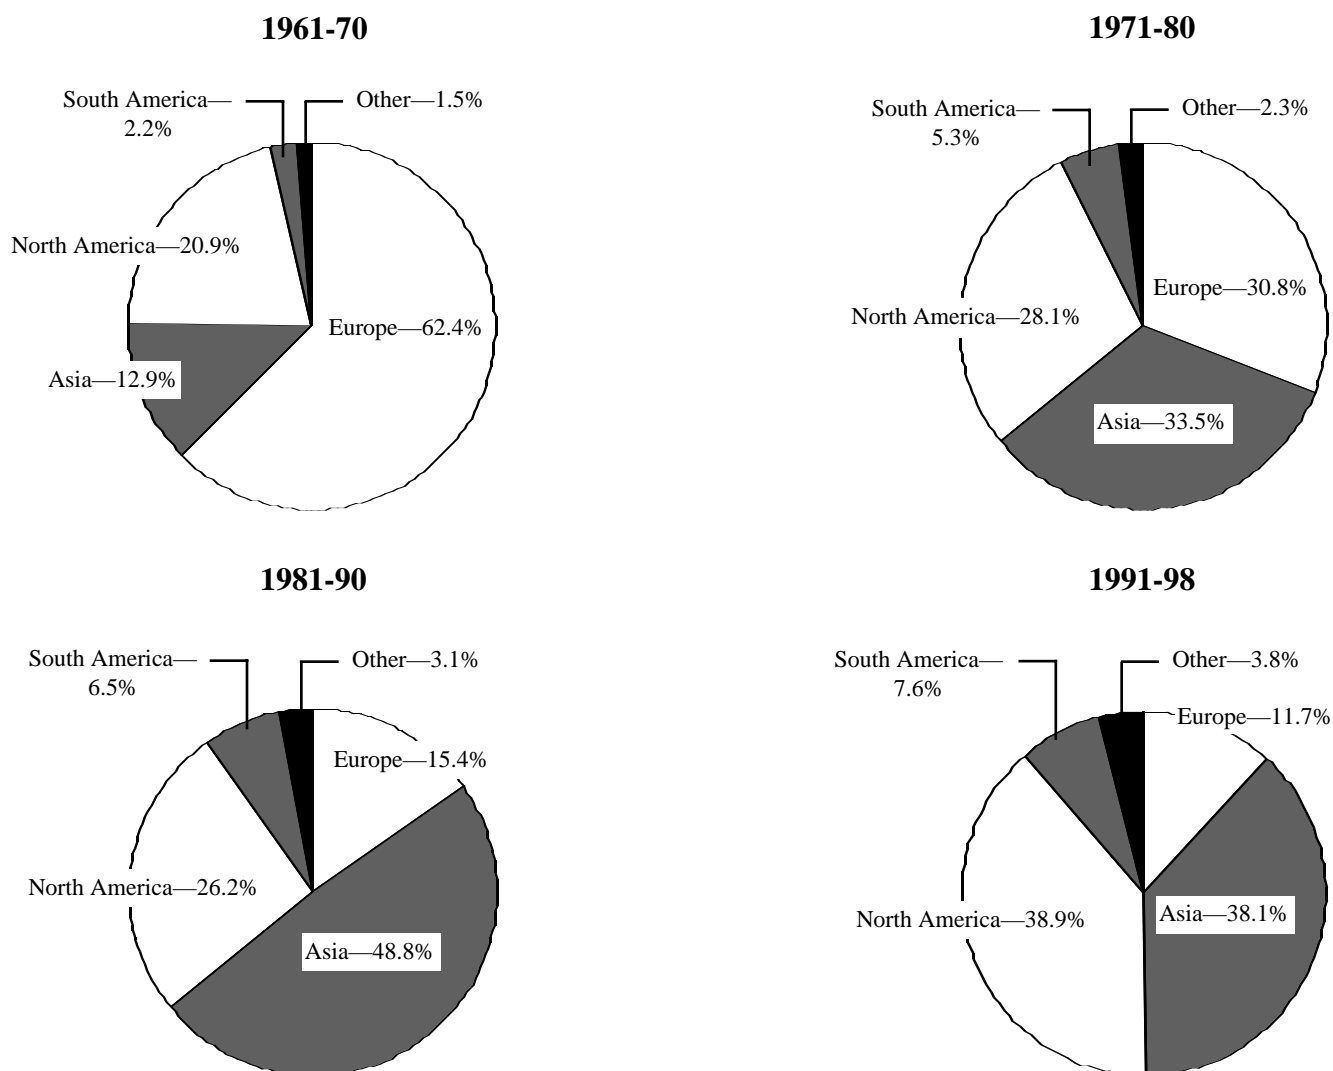 1961-70
South America—
2.2%
Other—1.5%
North America—20.9%
Europe—62.4%
Asia—12.9%
1971-80
South America—
5.3%
Other—2.3%
Europe—30.8%
North America—28.1%
Asia—33.5%
1981-90
South America—
6.5%
Other—3.1%
Europe—15.4%
North America—26.2%
Asia—48.8%
1991-98
South America—
7.6%
Other—3.8%
Europe—11.7%
North America—38.9%
Asia—38.1%